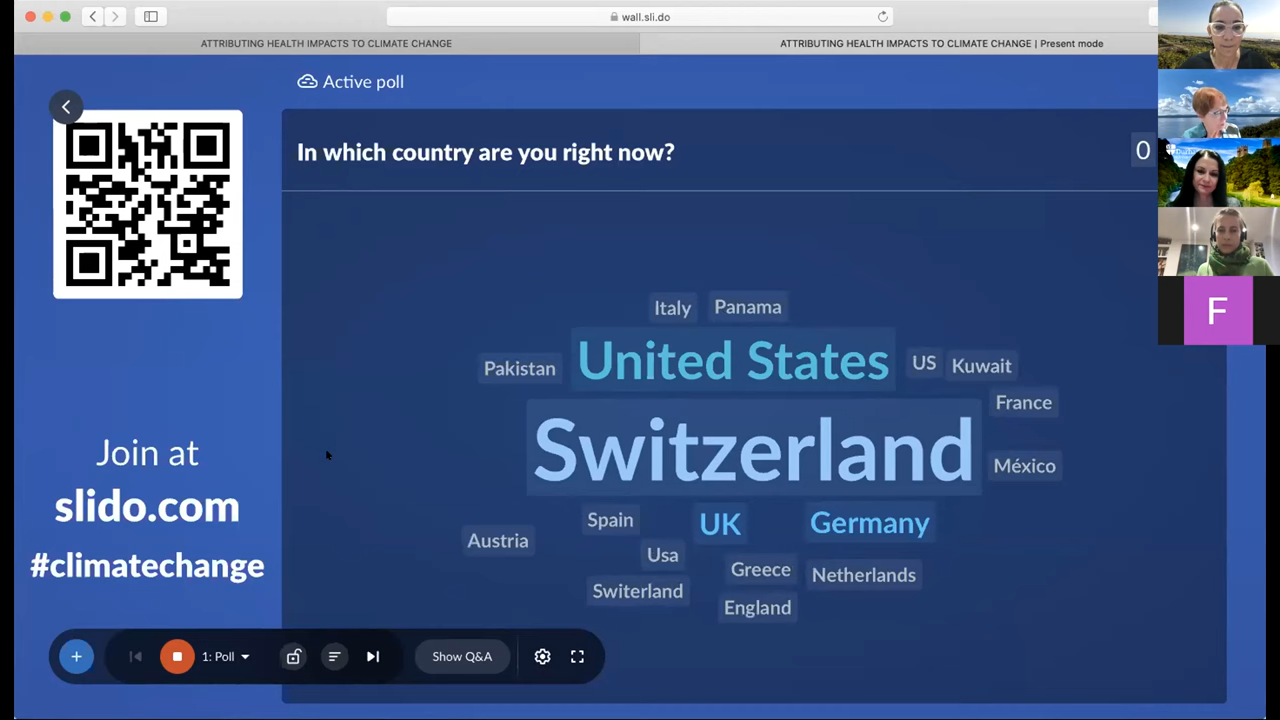 wall.sli.do
ATTRIBUTING HEALTH IMPACTS TO CLIMATE CHANGE
ATTRIBUTING HEALTH IMPACTS TO CLIMATE CHANGE | Present mode
Active poll
In which country are you right now?
0
Italy
Panama
Pakistan
United States
US
Kuwait
France
Switzerland
México
Spain
UK
Germany
Austria
Usa
Greece
Netherlands
Switerland
England
Join at
slido.com
#climatechange
1: Poll
Show Q&A
F